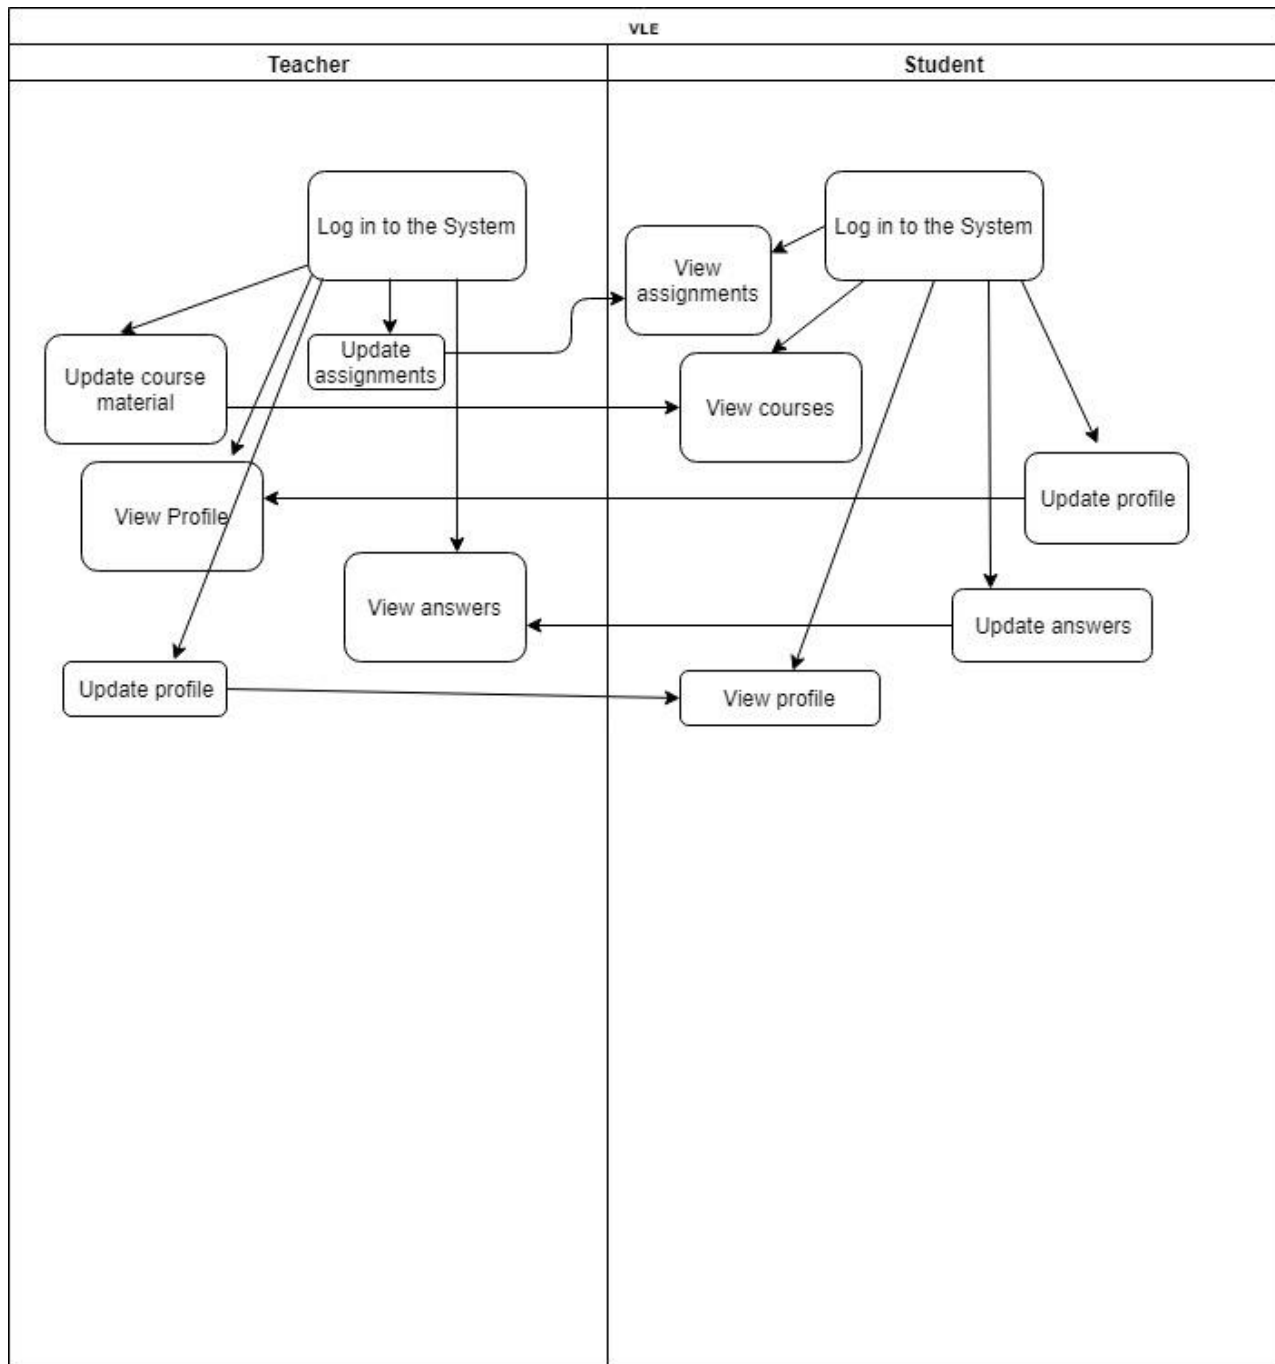 VLE
Teacher
Student
Log in to the System
Log in to the System
View
assignments
Update
assignments
Update course
material
View courses
View Profile
Update profile
View answers
Update answers
Update profile
View profile